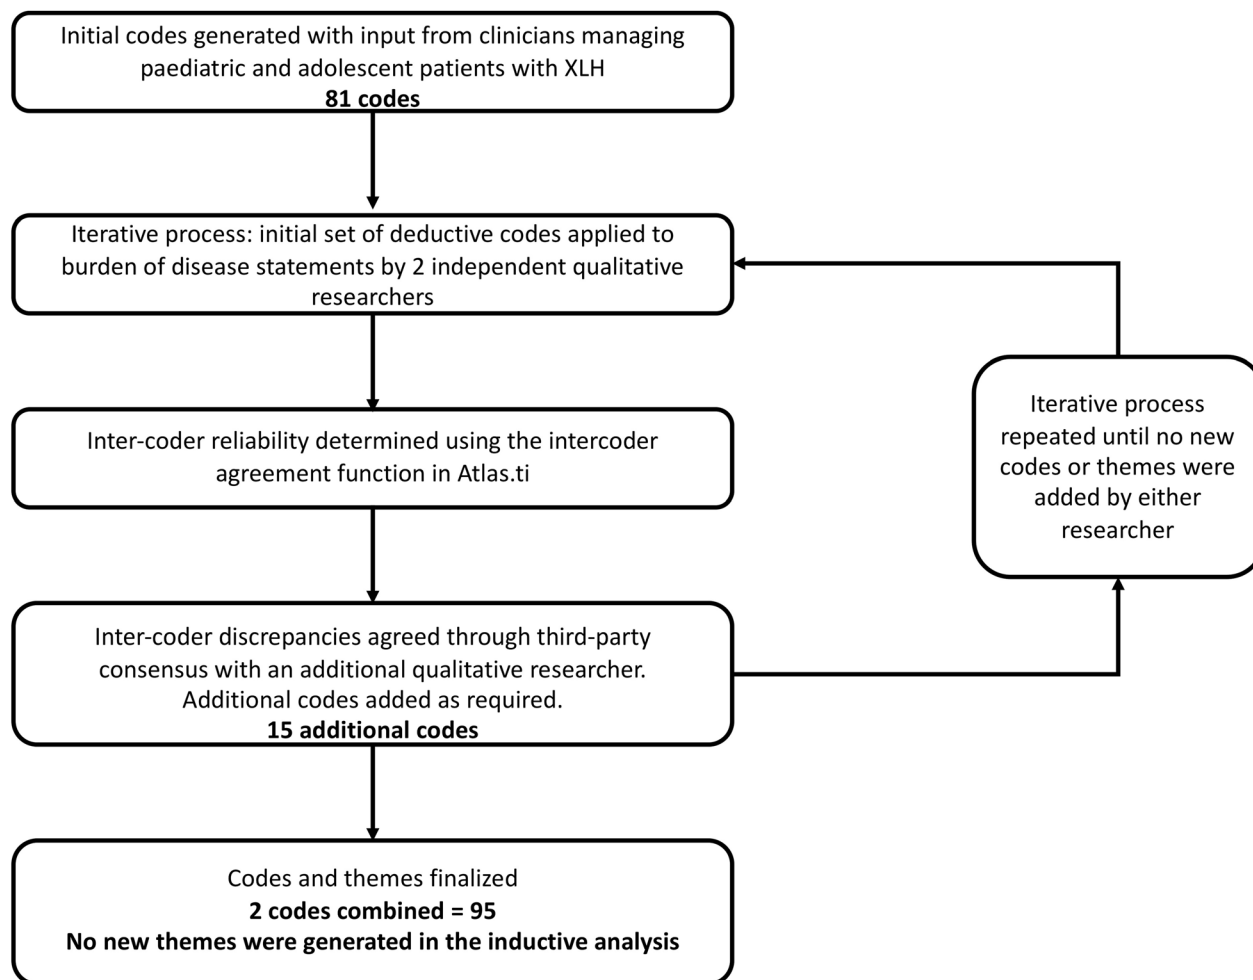 Initial codes generated with input from clinicians managing
paediatric and adolescent patients with XLH
81 codes
Iterative process: initial set of deductive codes applied to
burden of disease statements by 2 independent qualitative
researchers
Inter-coder reliability determined using the intercoder
agreement function in Atlas.ti
Iterative process
repeated until no new
codes or themes were
added by either
researcher
Inter-coder discrepancies agreed through third-party
consensus with an additional qualitative researcher.
Additional codes added as required.
15 additional codes
Codes and themes finalized
2 codes combined = 95
No new themes were generated in the inductive analysis